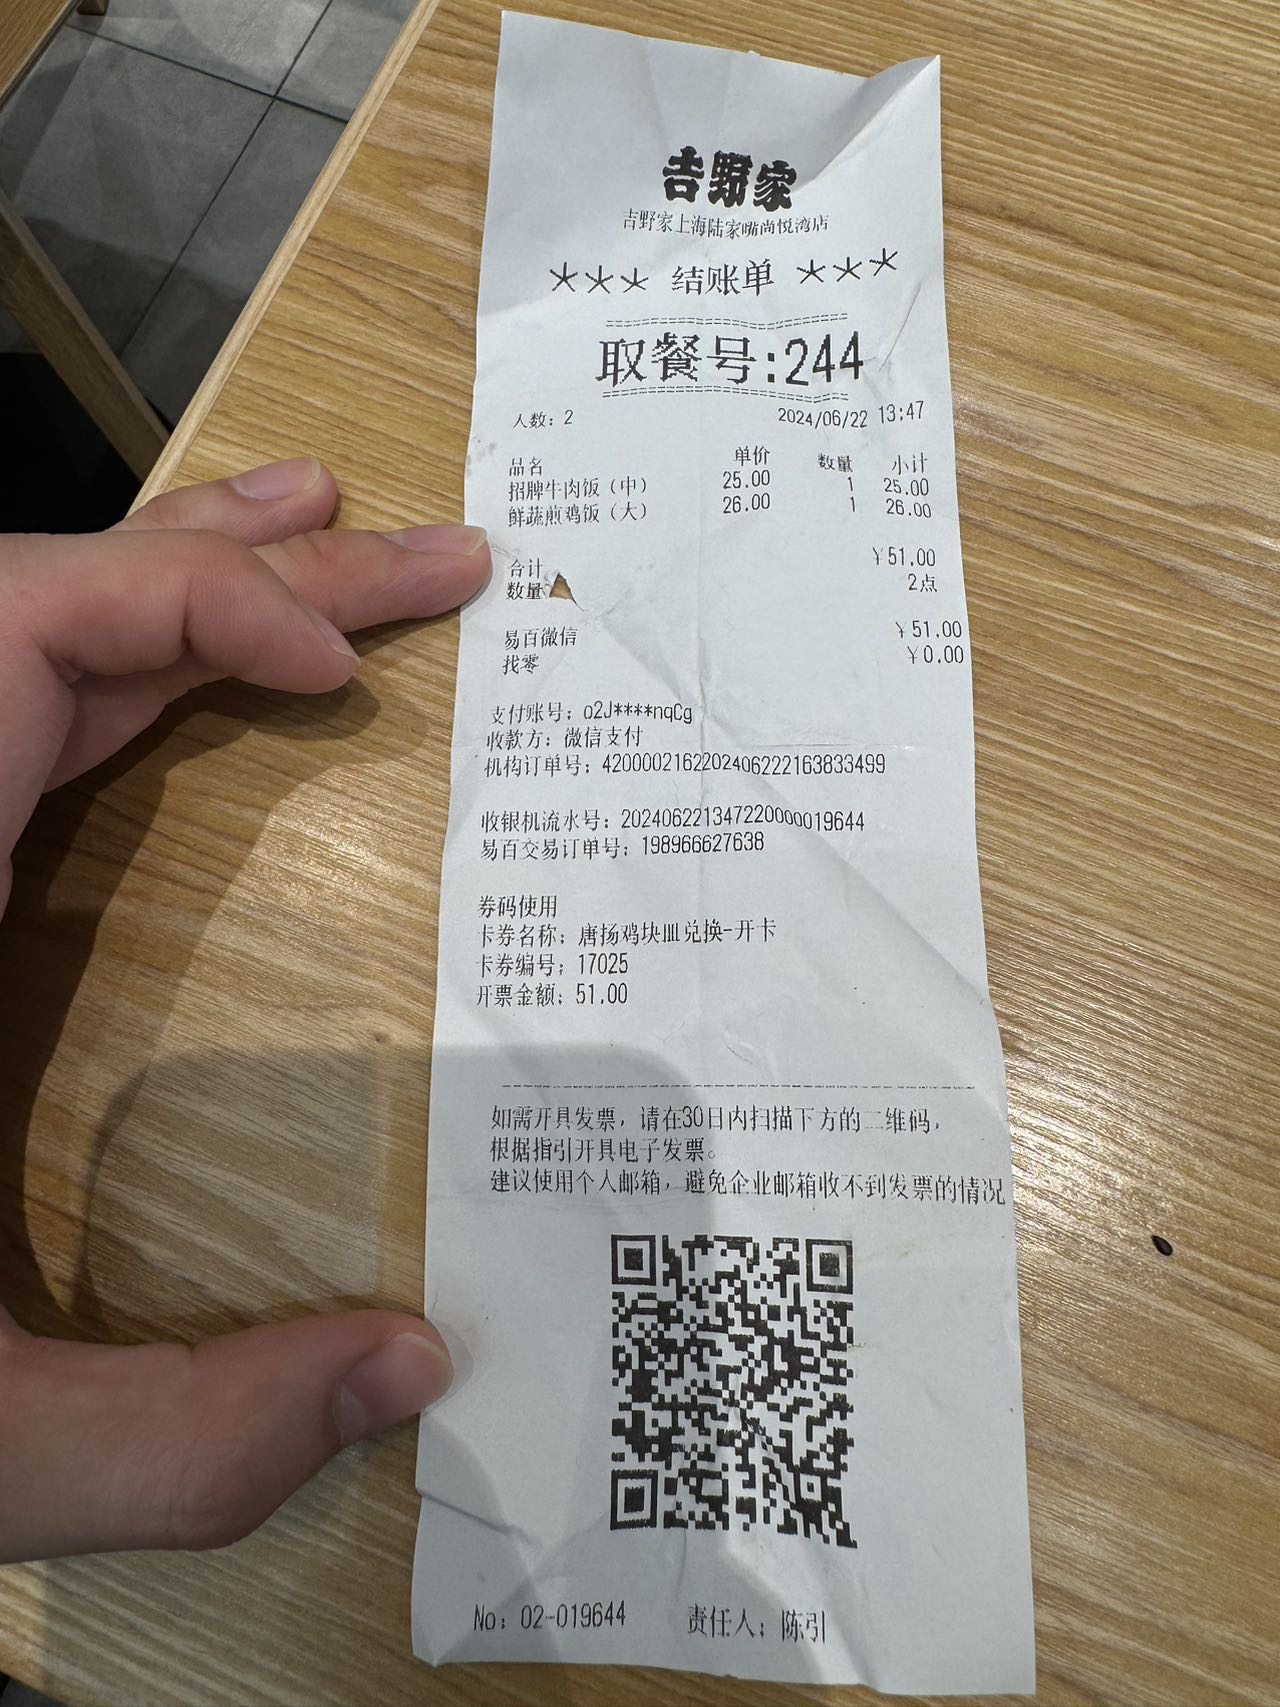 吉野家
吉野家上海陆家嘴尚悦湾店
*** 结账单 ***
取餐号:244
人数: 2 2024/06/22 13:47
品名 单价 数量 小计
招牌牛肉饭（中） 25.00 1 25.00
鲜蔬煎鸡饭（大） 26.00 1 26.00
合计 ¥51.00
数量 2点
易百微信 ¥51.00
找零 ¥0.00
支付账号: o2J****nqCg
收款方: 微信支付
机构订单号: 4200002162202406222163833499
收银机流水号: 202406221347220000019644
易百交易订单号: 198966627638
券码使用
卡券名称: 唐扬鸡块皿兑换-开卡
卡券编号: 17025
开票金额: 51.00
如需开具发票，请在30日内扫描下方的二维码，
根据指引开具电子发票。
建议使用个人邮箱，避免企业邮箱收不到发票的情况
No: 02-019644 责任人: 陈引